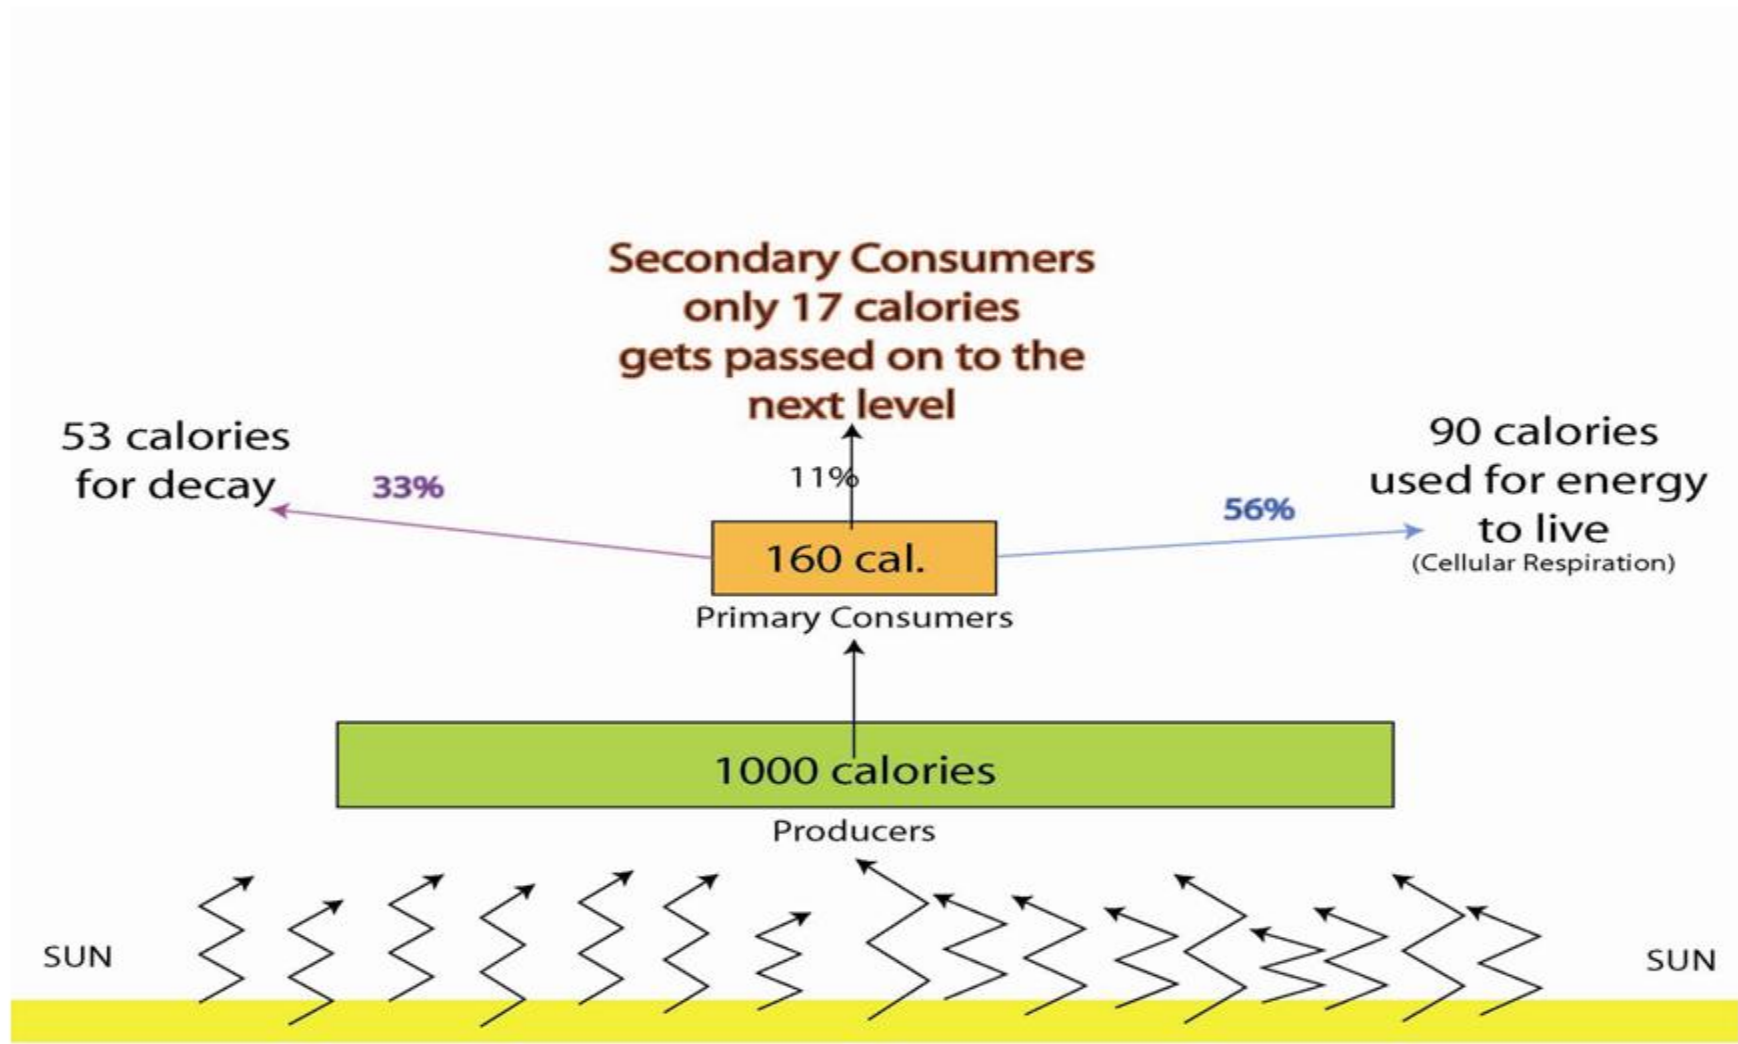 Secondary Consumers
only 17 calories
gets passed on to the
next level
53 calories
for decay
33%
11%
56%
90 calories
used for energy
to live
(Cellular Respiration)
160 cal.
Primary Consumers
1000 calories
Producers
SUN
SUN